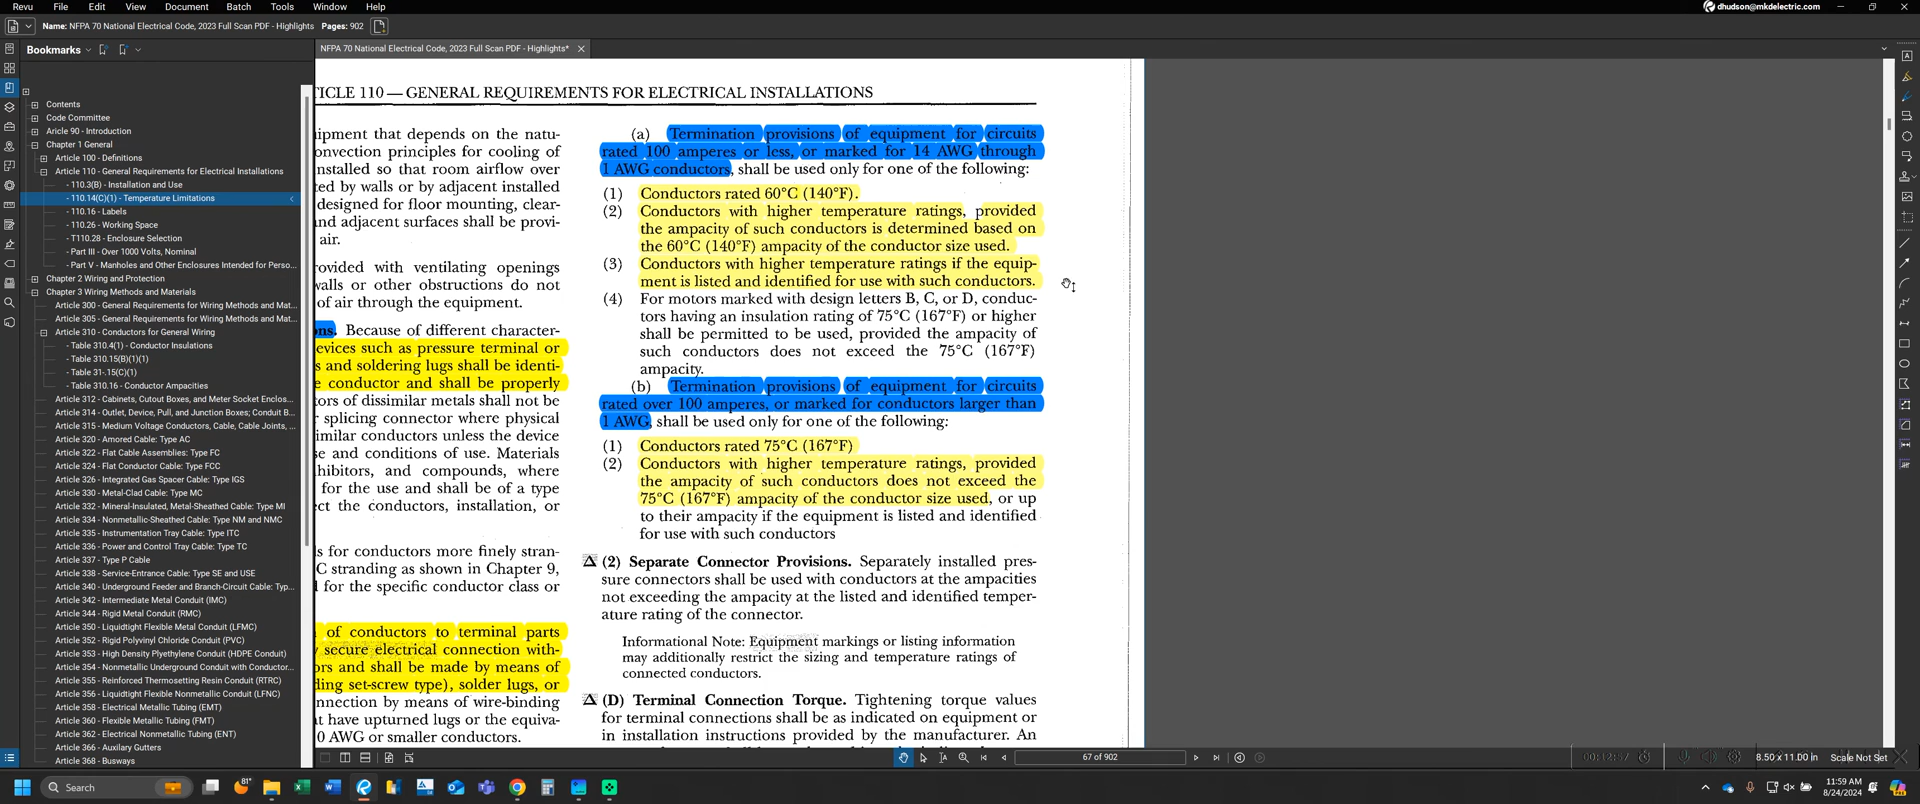 Revu File Edit View Document Batch Tools Window Help
dhudson@mkdelectric.com
Name: NFPA 70 National Electrical Code, 2023 Full Scan PDF - Highlights Pages: 902
Bookmarks
NFPA 70 National Electrical Code, 2023 Full Scan PDF - Highlights*
Contents
Code Committee
Aricle 90 - Introduction
Chapter 1 General
Article 100 - Definitions
Article 110 - General Requirements for Electrical Installations
- 110.3(B) - Installation and Use
- 110.14(C)(1) - Temperature Limitations
- 110.16 - Labels
- 110.26 - Working Space
- T110.28 - Enclosure Selection
- Part III - Over 1000 Volts, Nominal
- Part V - Manholes and Other Enclosures Intended for Perso...
Chapter 2 Wiring and Protection
Chapter 3 Wiring Methods and Materials
Article 300 - General Requirements for Wiring Methods and Mat...
Article 305 - General Requirements for Wiring Methods and Mat...
Article 310 - Conductors for General Wiring
- Table 310.4(1) - Conductor Insulations
- Table 310.15(B)(1)(1)
- Table 31-.15(C)(1)
- Table 310.16 - Conductor Ampacities
Article 312 - Cabinets, Cutout Boxes, and Meter Socket Enclos...
Article 314 - Outlet, Device, Pull, and Junction Boxes; Conduit B...
Article 315 - Medium Voltage Conductors, Cable, Cable Joints, ...
Article 320 - Amored Cable: Type AC
Article 322 - Flat Cable Assemblies: Type FC
Article 324 - Flat Conductor Cable: Type FCC
Article 326 - Integrated Gas Spacer Cable: Type IGS
Article 330 - Metal-Clad Cable: Type MC
Article 332 - Mineral-Insulated, Metal-Sheathed Cable: Type MI
Article 334 - Nonmetallic-Sheathed Cable: Type NM and NMC
Article 335 - Instrumentation Tray Cable: Type ITC
Article 336 - Power and Control Tray Cable: Type TC
Article 337 - Type P Cable
Article 338 - Service-Entrance Cable: Type SE and USE
Article 340 - Underground Feeder and Branch-Circuit Cable: Typ...
Article 342 - Intermediate Metal Conduit (IMC)
Article 344 - Rigid Metal Conduit (RMC)
Article 350 - Liquidtight Flexible Metal Conduit (LFMC)
Article 352 - Rigid Polyvinyl Chloride Conduit (PVC)
Article 353 - High Density Plyethylene Conduit (HDPE Conduit)
Article 354 - Nonmetallic Underground Conduit with Conductor...
Article 355 - Reinforced Thermosetting Resin Conduit (RTRC)
Article 356 - Liquidtight Flexible Nonmetallic Conduit (LFNC)
Article 358 - Electrical Metallic Tubing (EMT)
Article 360 - Flexible Metallic Tubing (FMT)
Article 362 - Electrical Nonmetallic Tubing (ENT)
Article 366 - Auxilary Gutters
Article 368 - Busways
TICLE 110 — GENERAL REQUIREMENTS FOR ELECTRICAL INSTALLATIONS
ipment that depends on the natu-
onvection principles for cooling of
nstalled so that room airflow over
ted by walls or by adjacent installed
designed for floor mounting, clear-
and adjacent surfaces shall be provi-
air.
rovided with ventilating openings
walls or other obstructions do not
of air through the equipment.
ons. Because of different character-
evices such as pressure terminal or
s and soldering lugs shall be identi-
e conductor and shall be properly
tors of dissimilar metals shall not be
r splicing connector where physical
imilar conductors unless the device
se and conditions of use. Materials
hibitors, and compounds, where
for the use and shall be of a type
ect the conductors, installation, or
s for conductors more finely stran-
C stranding as shown in Chapter 9,
for the specific conductor class or
of conductors to terminal parts
y secure electrical connection with-
ors and shall be made by means of
ding set-screw type), solder lugs, or
nnection by means of wire-binding
t have upturned lugs or the equiva-
0 AWG or smaller conductors.
(a) Termination provisions of equipment for circuits
rated 100 amperes or less, or marked for 14 AWG through
1 AWG conductors, shall be used only for one of the following:
(1) Conductors rated 60°C (140°F).
(2) Conductors with higher temperature ratings, provided
the ampacity of such conductors is determined based on
the 60°C (140°F) ampacity of the conductor size used.
(3) Conductors with higher temperature ratings if the equip-
ment is listed and identified for use with such conductors.
(4) For motors marked with design letters B, C, or D, conduc-
tors having an insulation rating of 75°C (167°F) or higher
shall be permitted to be used, provided the ampacity of
such conductors does not exceed the 75°C (167°F)
ampacity.
(b) Termination provisions of equipment for circuits
rated over 100 amperes, or marked for conductors larger than
1 AWG, shall be used only for one of the following:
(1) Conductors rated 75°C (167°F)
(2) Conductors with higher temperature ratings, provided
the ampacity of such conductors does not exceed the
75°C (167°F) ampacity of the conductor size used, or up
to their ampacity if the equipment is listed and identified
for use with such conductors
Δ (2) Separate Connector Provisions. Separately installed pres-
sure connectors shall be used with conductors at the ampacities
not exceeding the ampacity at the listed and identified temper-
ature rating of the connector.
Informational Note: Equipment markings or listing information
may additionally restrict the sizing and temperature ratings of
connected conductors.
Δ (D) Terminal Connection Torque. Tightening torque values
for terminal connections shall be as indicated on equipment or
in installation instructions provided by the manufacturer. An
67 of 902
00:12:57
8.50 x 11.00 in Scale Not Set
Search
81°
11:59 AM
8/24/2024